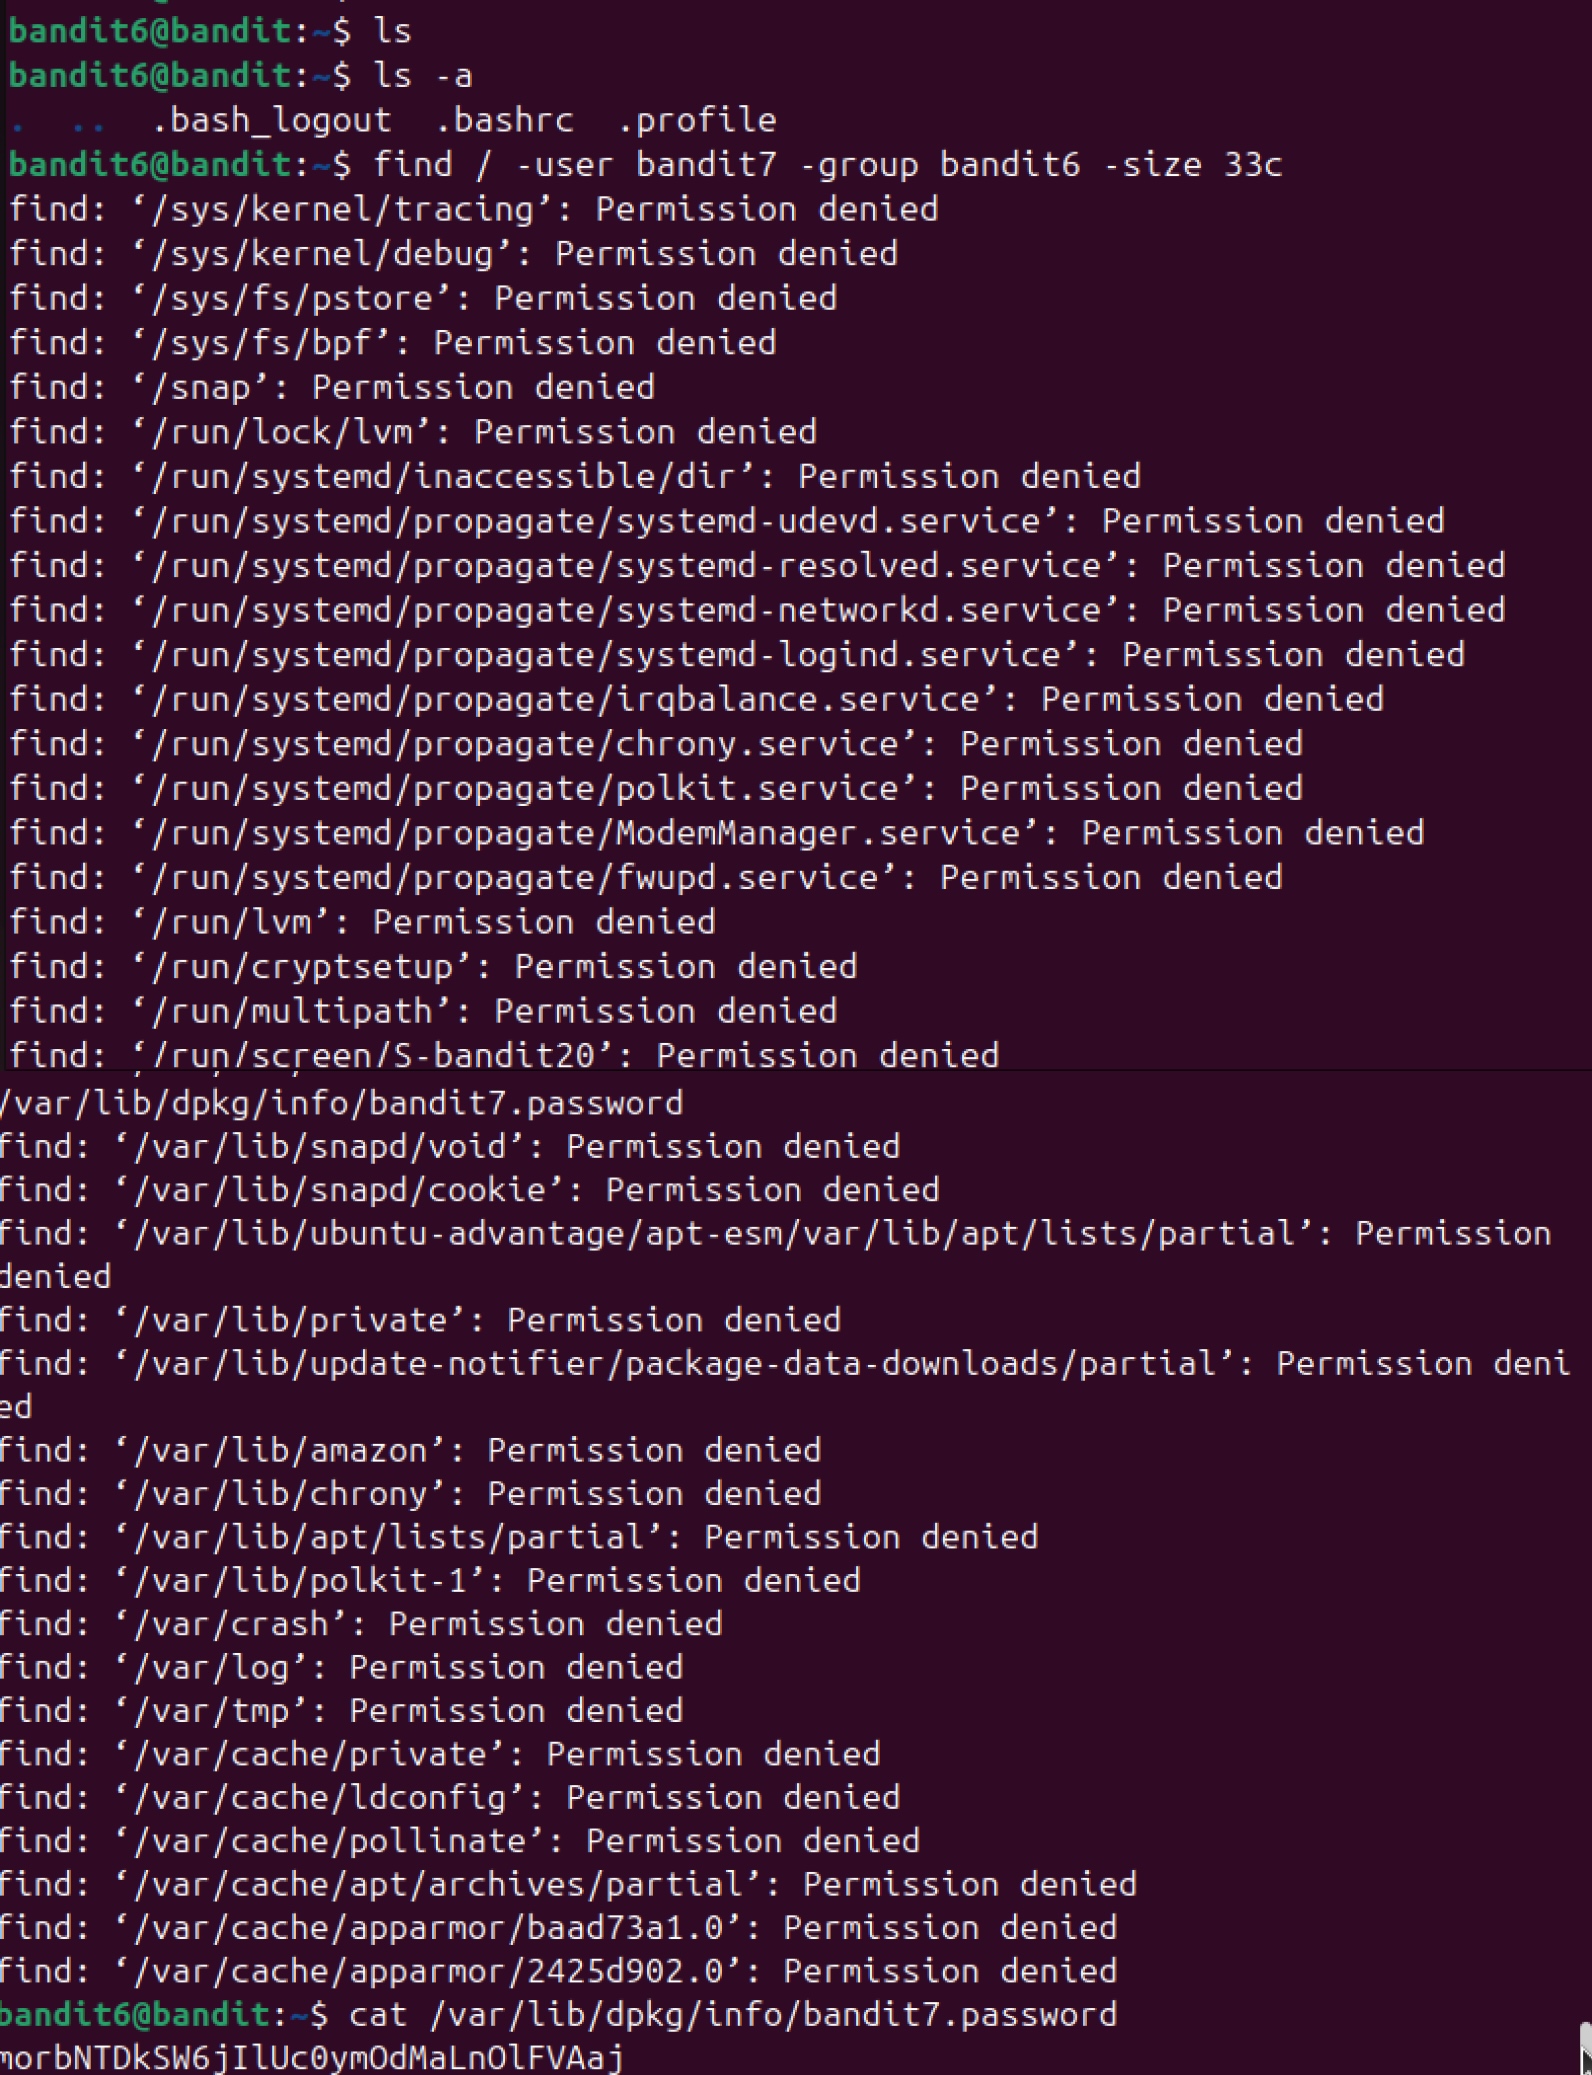 bandit6@bandit:~$ ls
bandit6@bandit:~$ ls -a
.  ..  .bash_logout  .bashrc  .profile
bandit6@bandit:~$ find / -user bandit7 -group bandit6 -size 33c
find: ‘/sys/kernel/tracing’: Permission denied
find: ‘/sys/kernel/debug’: Permission denied
find: ‘/sys/fs/pstore’: Permission denied
find: ‘/sys/fs/bpf’: Permission denied
find: ‘/snap’: Permission denied
find: ‘/run/lock/lvm’: Permission denied
find: ‘/run/systemd/inaccessible/dir’: Permission denied
find: ‘/run/systemd/propagate/systemd-udevd.service’: Permission denied
find: ‘/run/systemd/propagate/systemd-resolved.service’: Permission denied
find: ‘/run/systemd/propagate/systemd-networkd.service’: Permission denied
find: ‘/run/systemd/propagate/systemd-logind.service’: Permission denied
find: ‘/run/systemd/propagate/irqbalance.service’: Permission denied
find: ‘/run/systemd/propagate/chrony.service’: Permission denied
find: ‘/run/systemd/propagate/polkit.service’: Permission denied
find: ‘/run/systemd/propagate/ModemManager.service’: Permission denied
find: ‘/run/systemd/propagate/fwupd.service’: Permission denied
find: ‘/run/lvm’: Permission denied
find: ‘/run/cryptsetup’: Permission denied
find: ‘/run/multipath’: Permission denied
find: ‘/run/screen/S-bandit20’: Permission denied
/var/lib/dpkg/info/bandit7.password
find: ‘/var/lib/snapd/void’: Permission denied
find: ‘/var/lib/snapd/cookie’: Permission denied
find: ‘/var/lib/ubuntu-advantage/apt-esm/var/lib/apt/lists/partial’: Permission
denied
find: ‘/var/lib/private’: Permission denied
find: ‘/var/lib/update-notifier/package-data-downloads/partial’: Permission deni
ed
find: ‘/var/lib/amazon’: Permission denied
find: ‘/var/lib/chrony’: Permission denied
find: ‘/var/lib/apt/lists/partial’: Permission denied
find: ‘/var/lib/polkit-1’: Permission denied
find: ‘/var/crash’: Permission denied
find: ‘/var/log’: Permission denied
find: ‘/var/tmp’: Permission denied
find: ‘/var/cache/private’: Permission denied
find: ‘/var/cache/ldconfig’: Permission denied
find: ‘/var/cache/pollinate’: Permission denied
find: ‘/var/cache/apt/archives/partial’: Permission denied
find: ‘/var/cache/apparmor/baad73a1.0’: Permission denied
find: ‘/var/cache/apparmor/2425d902.0’: Permission denied
bandit6@bandit:~$ cat /var/lib/dpkg/info/bandit7.password
morbNTDkSW6jIlUc0ymOdMaLnOlFVAaj